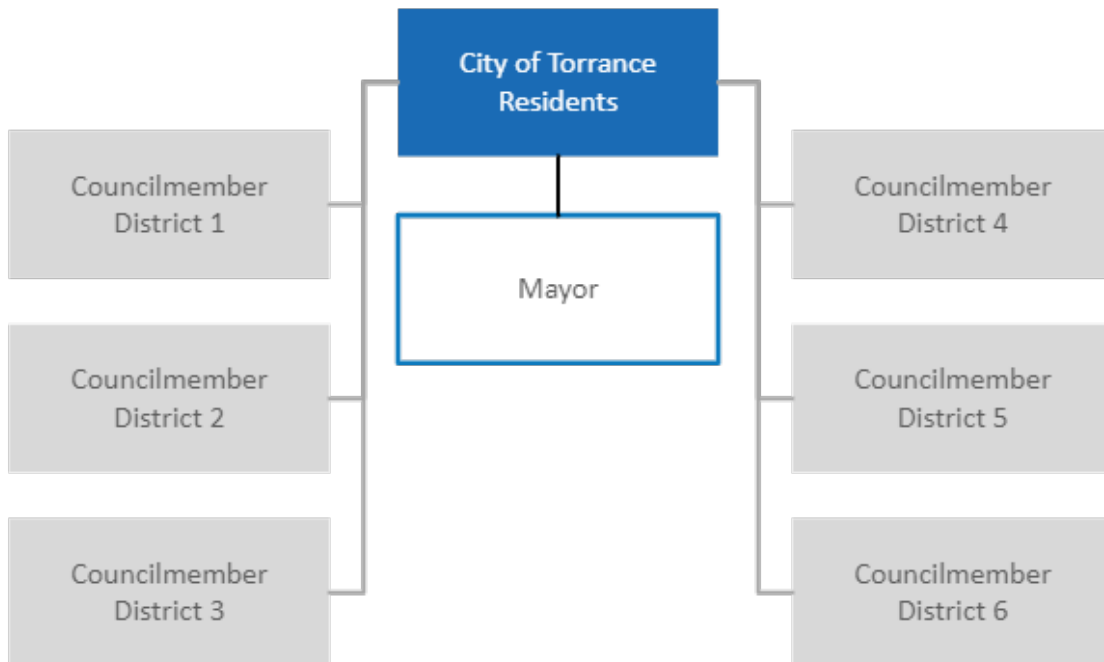 City of Torrance
Residents
Councilmember
District 1
Councilmember
District 4
Mayor
Councilmember
District 2
Councilmember
District 5
Councilmember
District 3
Councilmember
District 6